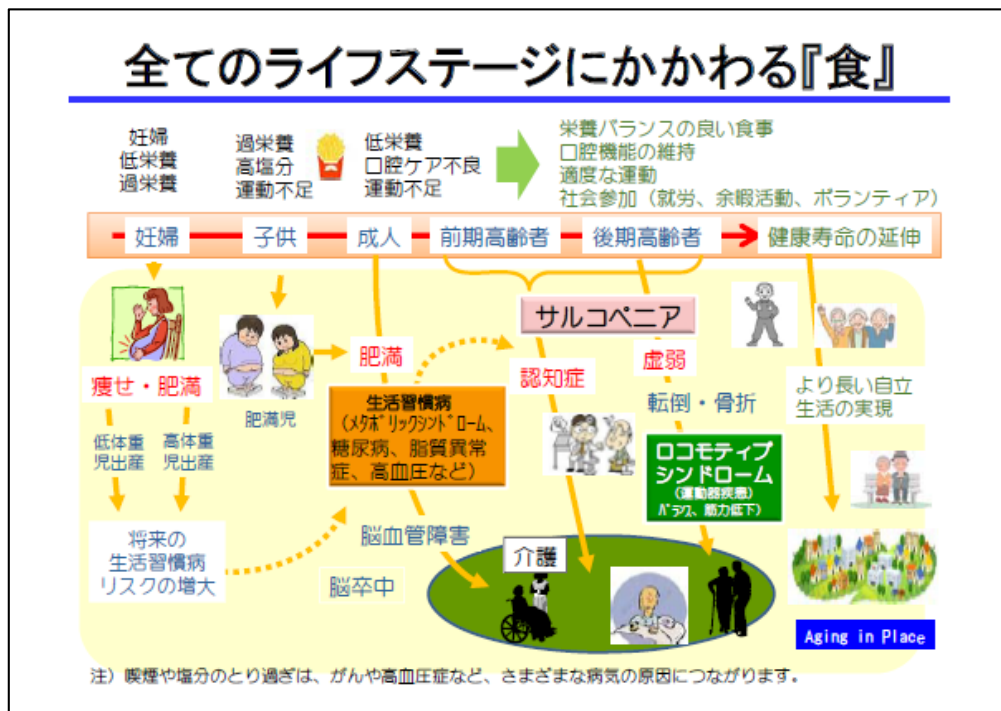 全てのライフステージにかかわる『食』
妊婦
低栄養
過栄養
過栄養
高塩分
運動不足
低栄養
口腔ケア不良
運動不足
栄養バランスの良い食事
口腔機能の維持
適度な運動
社会参加（就労、余暇活動、ボランティア）
妊婦
子供
成人
前期高齢者
後期高齢者
健康寿命の延伸
サルコペニア
痩せ・肥満
肥満児
肥満
認知症
虚弱
転倒・骨折
より長い自立
生活の実現
低体重
児出産
高体重
児出産
生活習慣病
（メタボリックシンドローム、
糖尿病、脂質異常
症、高血圧など）
ロコモティブ
シンドローム
（運動器疾患）
バランス、筋力低下）
将来の
生活習慣病
リスクの増大
脳血管障害
脳卒中
介護
Aging in Place
注）喫煙や塩分のとり過ぎは、がんや高血圧症など、さまざまな病気の原因につながります。